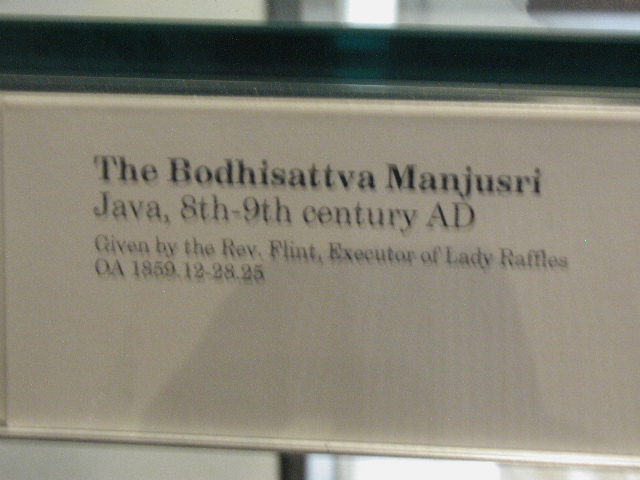 The Bodhisattva Manjusri
Java, 8th-9th century AD
Given by the Rev. Flint, Executor of Lady Raffles
OA 1859.12-28.25